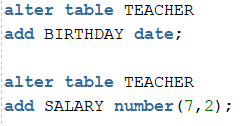 alter table TEACHER
add BIRTHDAY date;
alter table TEACHER
add SALARY number(7,2);